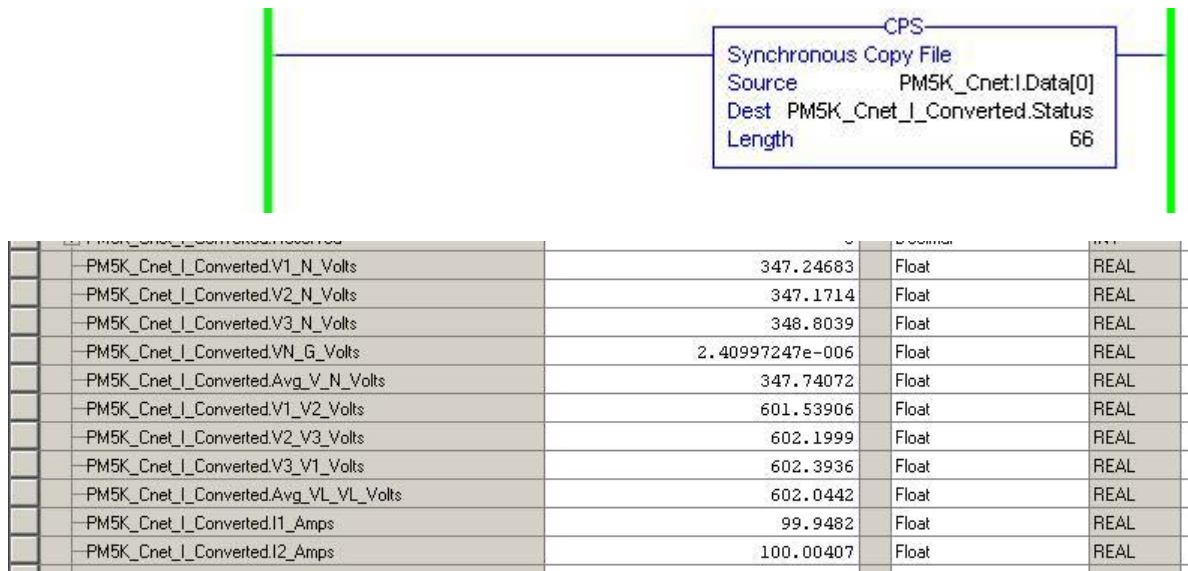 CPS
Synchronous Copy File
Source PM5K_Cnet:I.Data[0]
Dest PM5K_Cnet_I_Converted.Status
Length 66
PM5K_Cnet_I_Converted.V1_N_Volts 347.24683 Float REAL
PM5K_Cnet_I_Converted.V2_N_Volts 347.1714 Float REAL
PM5K_Cnet_I_Converted.V3_N_Volts 348.8039 Float REAL
PM5K_Cnet_I_Converted.VN_G_Volts 2.40997247e-006 Float REAL
PM5K_Cnet_I_Converted.Avg_V_N_Volts 347.74072 Float REAL
PM5K_Cnet_I_Converted.V1_V2_Volts 601.53906 Float REAL
PM5K_Cnet_I_Converted.V2_V3_Volts 602.1999 Float REAL
PM5K_Cnet_I_Converted.V3_V1_Volts 602.3936 Float REAL
PM5K_Cnet_I_Converted.Avg_VL_VL_Volts 602.0442 Float REAL
PM5K_Cnet_I_Converted.I1_Amps 99.9482 Float REAL
PM5K_Cnet_I_Converted.I2_Amps 100.00407 Float REAL